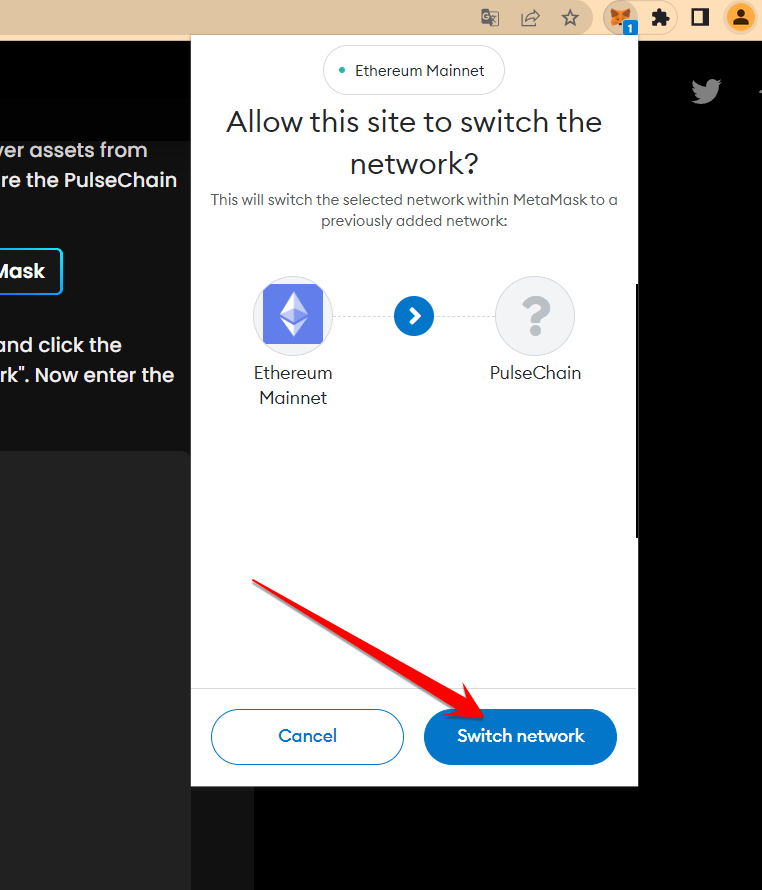 1
Ethereum Mainnet
Allow this site to switch the
network?
This will switch the selected network within MetaMask to a
previously added network:
?
Ethereum
Mainnet
PulseChain
Cancel
Switch network
assets from
re the PulseChain
Mask
and click the
rk". Now enter the